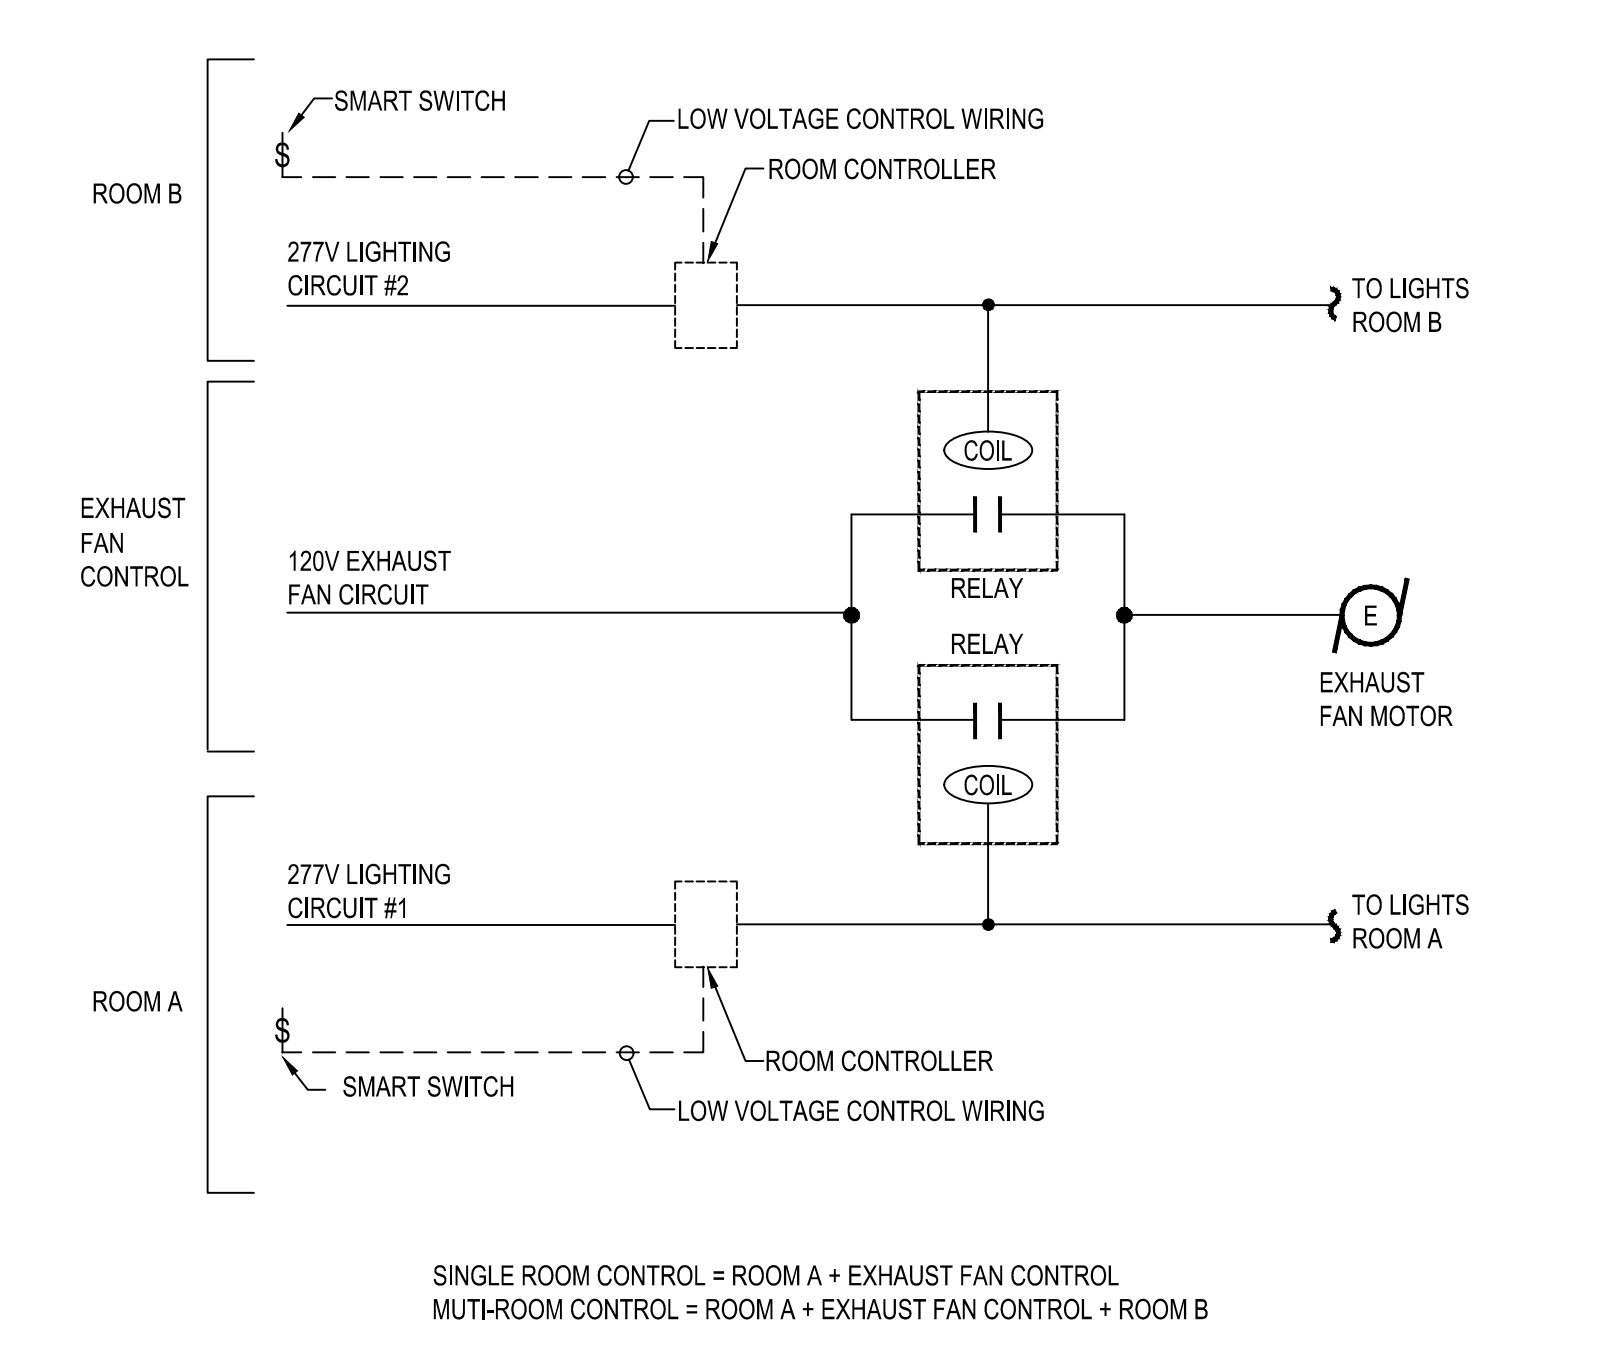 SMART SWITCH
LOW VOLTAGE CONTROL WIRING
$
ROOM CONTROLLER
ROOM B
277V LIGHTING
CIRCUIT #2
TO LIGHTS
ROOM B
COIL
EXHAUST
FAN
CONTROL
120V EXHAUST
FAN CIRCUIT
RELAY
E
RELAY
EXHAUST
FAN MOTOR
COIL
277V LIGHTING
CIRCUIT #1
TO LIGHTS
ROOM A
ROOM A
$
ROOM CONTROLLER
SMART SWITCH
LOW VOLTAGE CONTROL WIRING
SINGLE ROOM CONTROL = ROOM A + EXHAUST FAN CONTROL
MUTI-ROOM CONTROL = ROOM A + EXHAUST FAN CONTROL + ROOM B